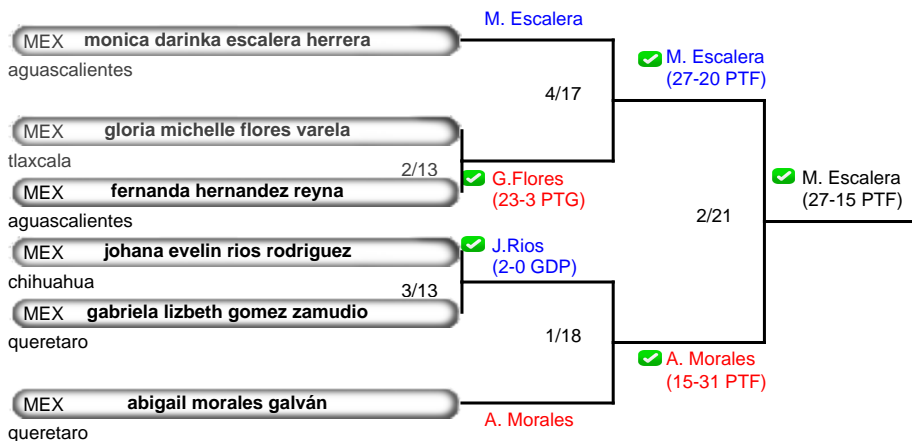 M. Escalera
MEX monica darinka escalera herrera
aguascalientes
M. Escalera
(27-20 PTF)
4/17
MEX gloria michelle flores varela
tlaxcala
2/13
MEX fernanda hernandez reyna
aguascalientes
G.Flores
(23-3 PTG)
M. Escalera
(27-15 PTF)
2/21
MEX johana evelin rios rodriguez
chihuahua
J.Rios
(2-0 GDP)
3/13
MEX gabriela lizbeth gomez zamudio
queretaro
1/18
A. Morales
(15-31 PTF)
MEX abigail morales galván
queretaro
A. Morales